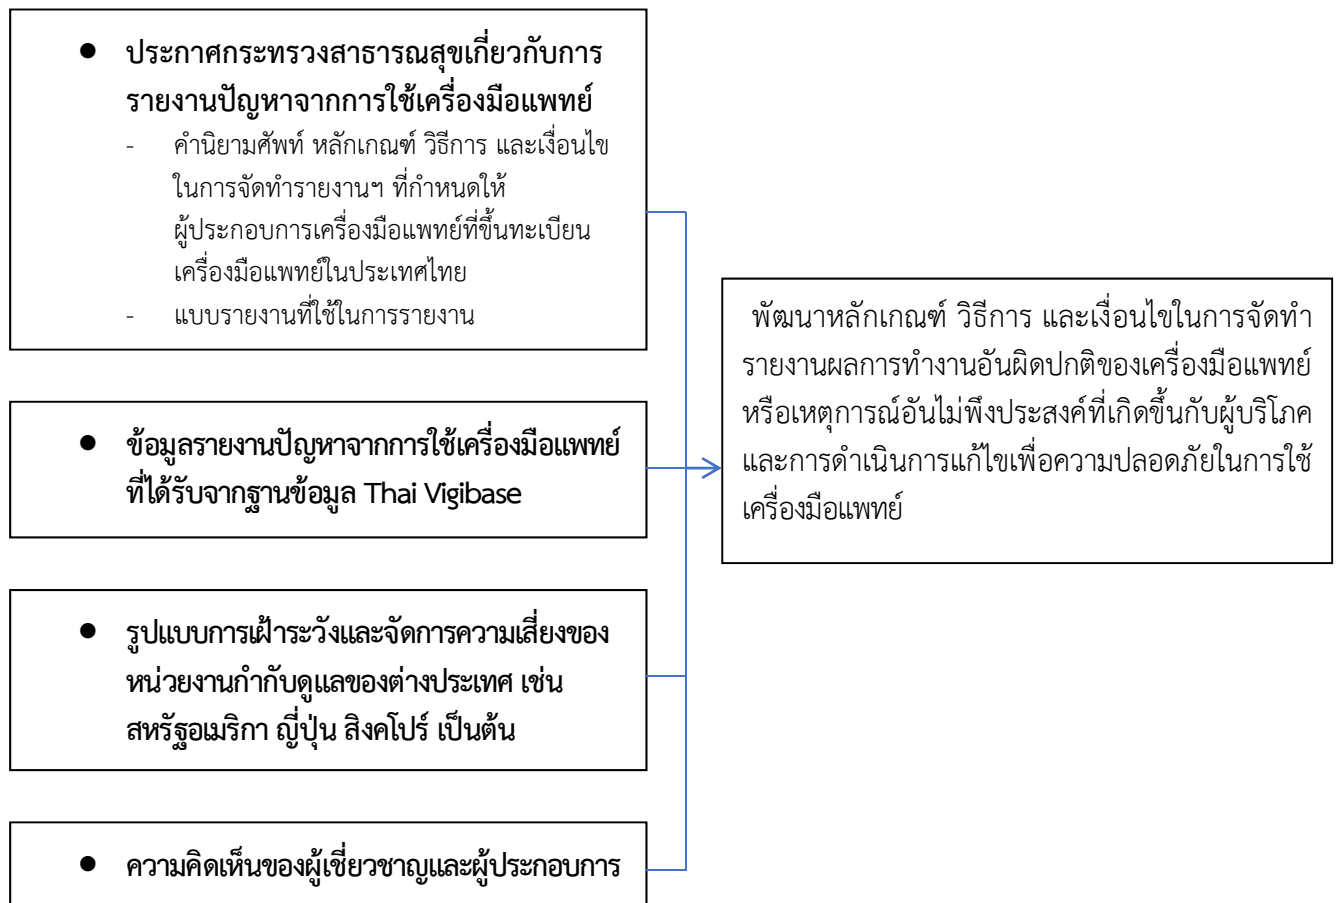 ● ประกาศกระทรวงสาธารณสุขเกี่ยวกับการ
รายงานปัญหาจากการใช้เครื่องมือแพทย์
- คำนิยามศัพท์ หลักเกณฑ์ วิธีการ และเงื่อนไข
ในการจัดทำรายงานฯ ที่กำหนดให้
ผู้ประกอบการเครื่องมือแพทย์ที่ขึ้นทะเบียน
เครื่องมือแพทย์ในประเทศไทย
- แบบรายงานที่ใช้ในการรายงาน
● ข้อมูลรายงานปัญหาจากการใช้เครื่องมือแพทย์
ที่ได้รับจากฐานข้อมูล Thai Vigibase
● รูปแบบการเฝ้าระวังและจัดการความเสี่ยงของ
หน่วยงานกำกับดูแลของต่างประเทศ เช่น
สหรัฐอเมริกา ญี่ปุ่น สิงคโปร์ เป็นต้น
● ความคิดเห็นของผู้เชี่ยวชาญและผู้ประกอบการ
พัฒนาหลักเกณฑ์ วิธีการ และเงื่อนไขในการจัดทำ
รายงานผลการทำงานอันผิดปกติของเครื่องมือแพทย์
หรือเหตุการณ์อันไม่พึงประสงค์ที่เกิดขึ้นกับผู้บริโภค
และการดำเนินการแก้ไขเพื่อความปลอดภัยในการใช้
เครื่องมือแพทย์